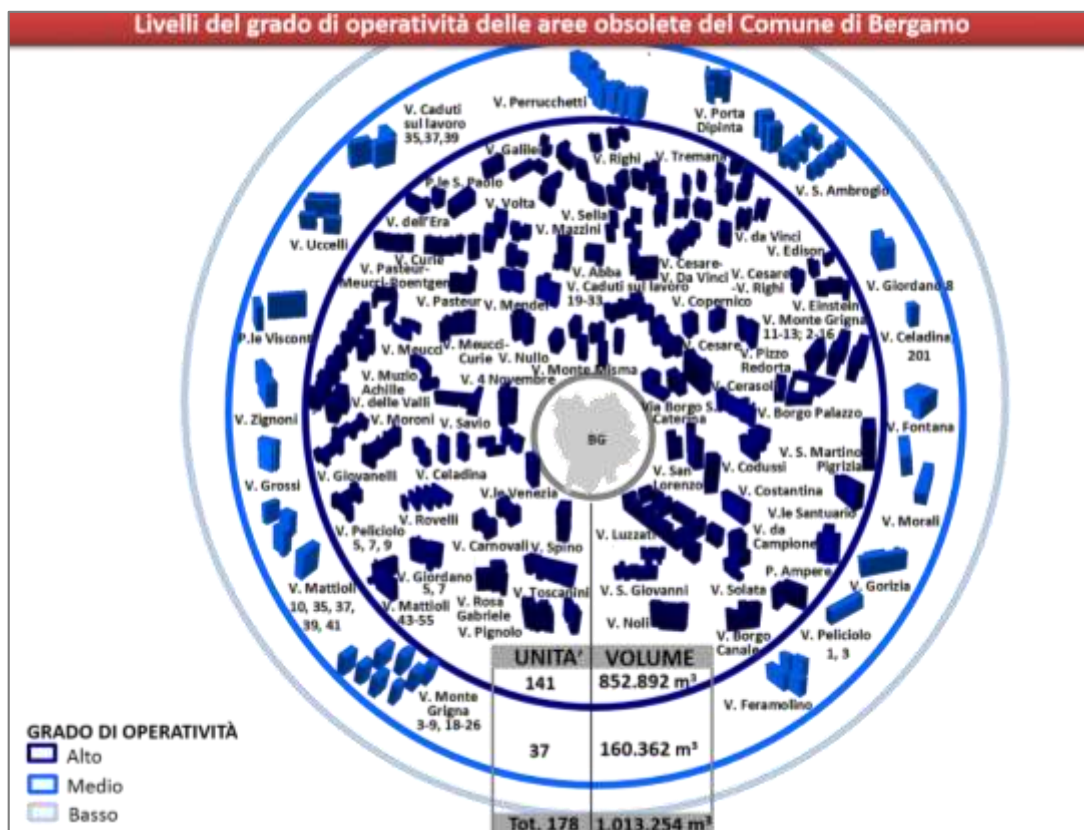 Livelli del grado di operatività delle aree obsolete del Comune di Bergamo
V. Perrucchetti
V. Porta
Dipinta
V. Caduti
sul lavoro
35,37,39
V. Galilei
V. Righi
V. Tremana
V. S. Ambrogio
P.le S. Paolo
V. Volta
V. Sella
V. dell'Era
V. Mazzini
V. da Vinci
V. Uccelli
V. Curie
V. Edison
V. Pasteur-
Meucci-Roentgen
V. Abba
V. Cesare-
V. Da Vinci
V. Cesare
-V. Righi
V. Giordano 8
V. Caduti sul lavoro
19-33
V. Pasteur
V. Mendel
V. Copernico
V. Einstein
P.le Visconti
V. Monte Grigna
11-13; 2-16
V. Celadina,
201
V. Meucci
V. Meucci-
Curie
V. Nullo
V. Cesare
V. Pizzo
Redorta
V. Monte Misma
V. Muzio
Achille
V. 4 Novembre
V. Cerasoli
V. delle Valli
Via Borgo S.
Caterina
V. Borgo Palazzo
V. Zignoni
V. Moroni
V. Savio
V. Fontana
BG
V. S. Martino
Pigrizia
V. Giovanelli
V. Celadina
V. San
Lorenzo
V. Codussi
V. Grossi
V.le Venezia
V. Costantina
V. Rovelli
V.le Santuario
V. Morali
V. Peliciolo
5, 7, 9
V. Carnovali
V. Spino
V. Luzzati
V. da
Campione
V. Mattioli
10, 35, 37,
39, 41
V. Giordano
5, 7
P. Ampere
V. Gorizia
V. Mattioli
43-55
V. Rosa
Gabriele
V. Toscanini
V. S. Giovanni
V. Solata
V. Pignolo
V. Noli
V. Borgo
Canale
V. Peliciolo
1, 3
UNITA' VOLUME
141 852.892 m³
V. Monte
Grigna
3-9, 18-26
V. Feramolino
37 160.362 m³
Tot. 178 1.013.254 m³
GRADO DI OPERATIVITÀ
Alto
Medio
Basso